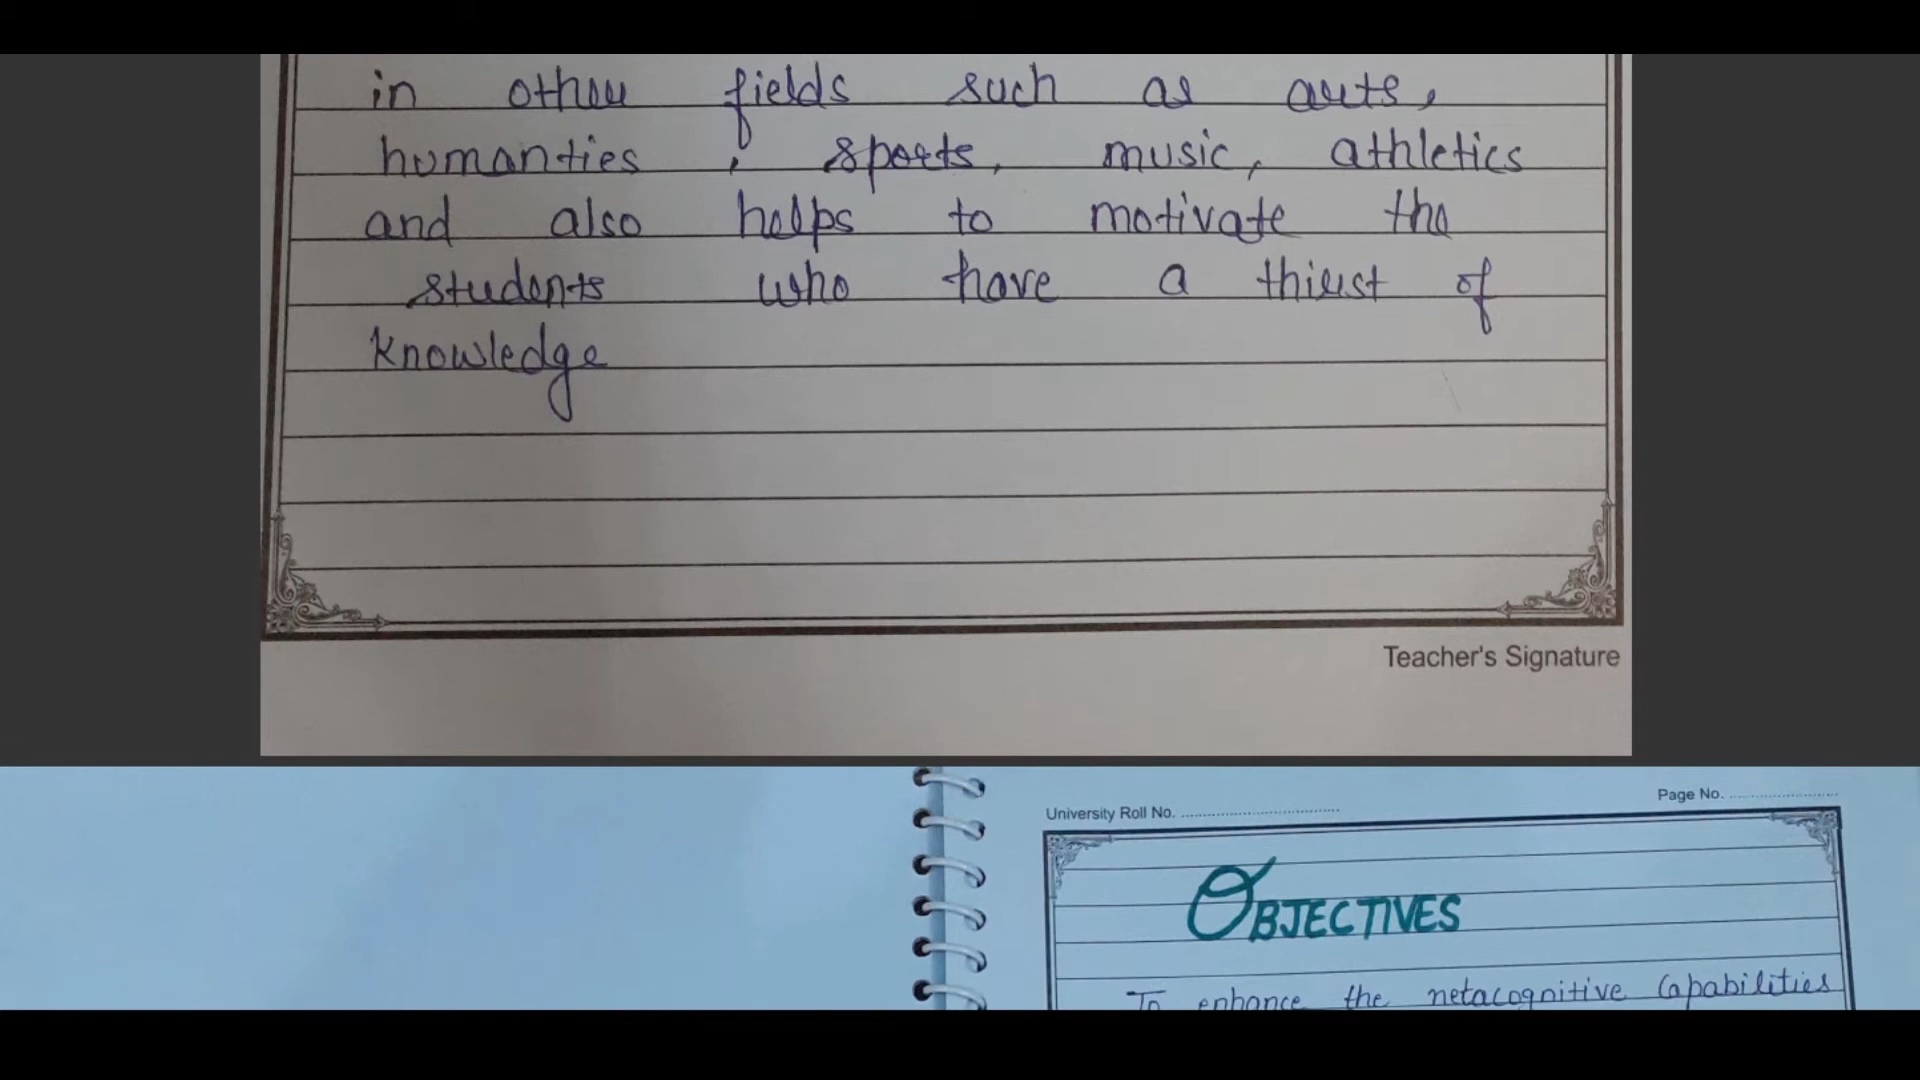 in other fields such as arts,
humanties , sports, music, athletics
and also helps to motivate the
students who have a thirst of
knowledge
Teacher's Signature
University Roll No. ........................................
Page No. ...........................
OBJECTIVES
To enhance the netacognitive Capabilities